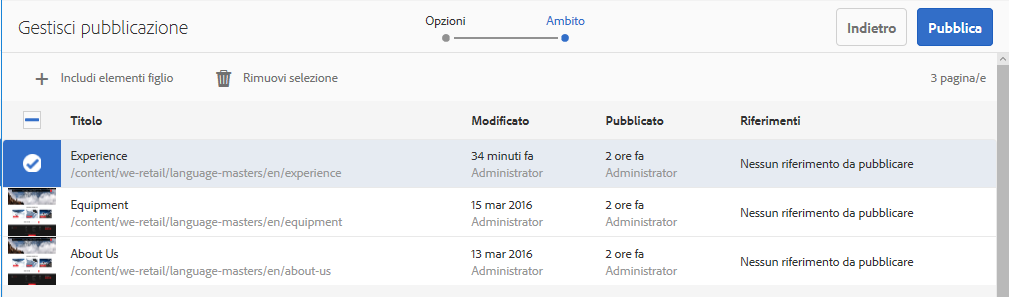 Gestisci pubblicazione
Opzioni
Ambito
Indietro
Pubblica
Includi elementi figlio
Rimuovi selezione
3 pagina/e
Titolo Modificato Pubblicato Riferimenti
Experience 34 minuti fa 2 ore fa Nessun riferimento da pubblicare
/content/we-retail/language-masters/en/experience Administrator Administrator
Equipment 15 mar 2016 2 ore fa Nessun riferimento da pubblicare
/content/we-retail/language-masters/en/equipment Administrator Administrator
About Us 13 mar 2016 2 ore fa Nessun riferimento da pubblicare
/content/we-retail/language-masters/en/about-us Administrator Administrator